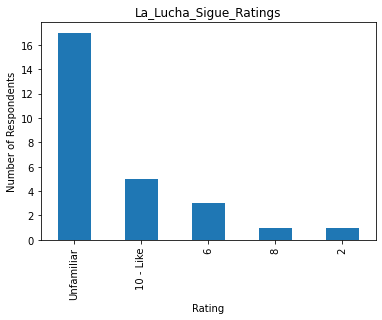 La_Lucha_Sigue_Ratings
Number of Respondents
16
14
12
10
8
6
4
2
0
Unfamiliar
10 - Like
6
8
2
Rating